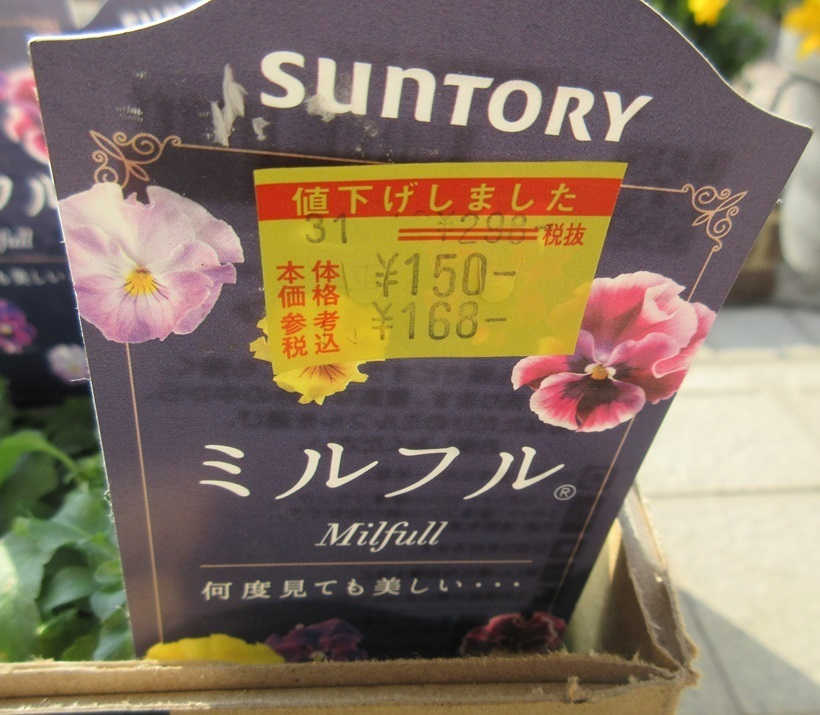 SUNTORY
値下げしました
31 ¥298 税抜
本体価格 ¥150-
参考税込 ¥168-
ミルフル®
Milfull
何度見ても美しい・・・